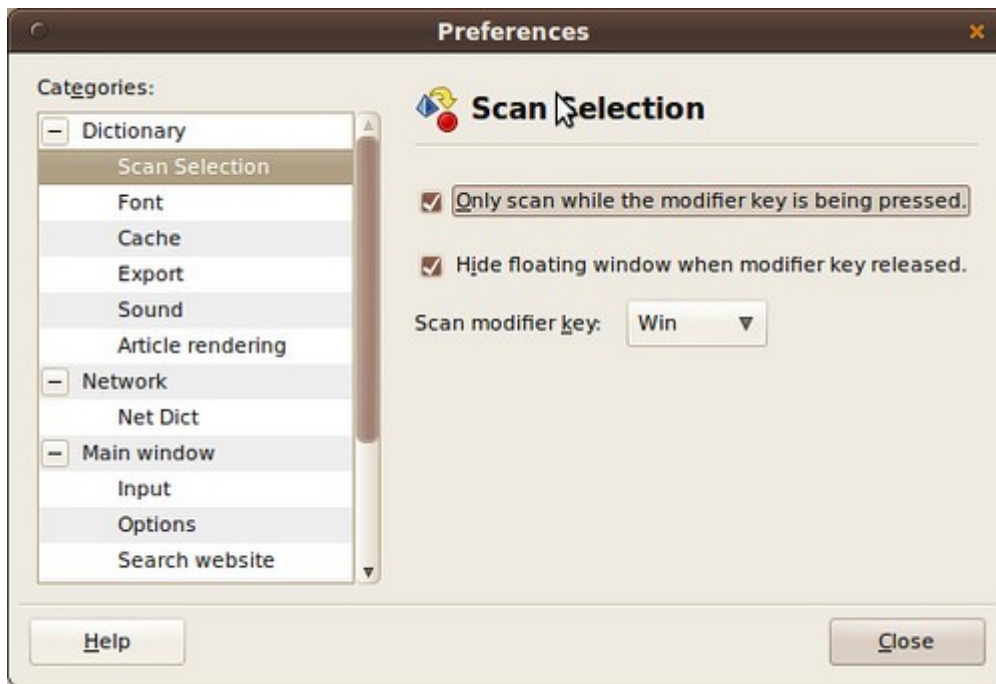 Preferences
Categories:
Dictionary
Scan Selection
Font
Cache
Export
Sound
Article rendering
Network
Net Dict
Main window
Input
Options
Search website
Scan Selection
Only scan while the modifier key is being pressed.
Hide floating window when modifier key released.
Scan modifier key: Win
Help
Close